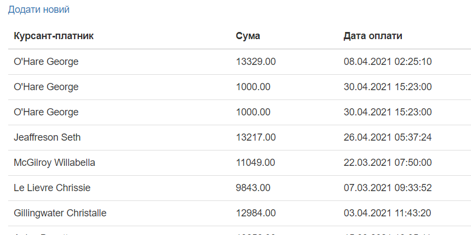 Додати новий
Курсант-платник Сума Дата оплати
O'Hare George 13329.00 08.04.2021 02:25:10
O'Hare George 1000.00 30.04.2021 15:23:00
O'Hare George 1000.00 30.04.2021 15:23:00
Jeaffreson Seth 13217.00 26.04.2021 05:37:24
McGilroy Willabella 11049.00 22.03.2021 07:50:00
Le Lievre Chrissie 9843.00 07.03.2021 09:33:52
Gillingwater Christalle 12984.00 03.04.2021 11:43:20